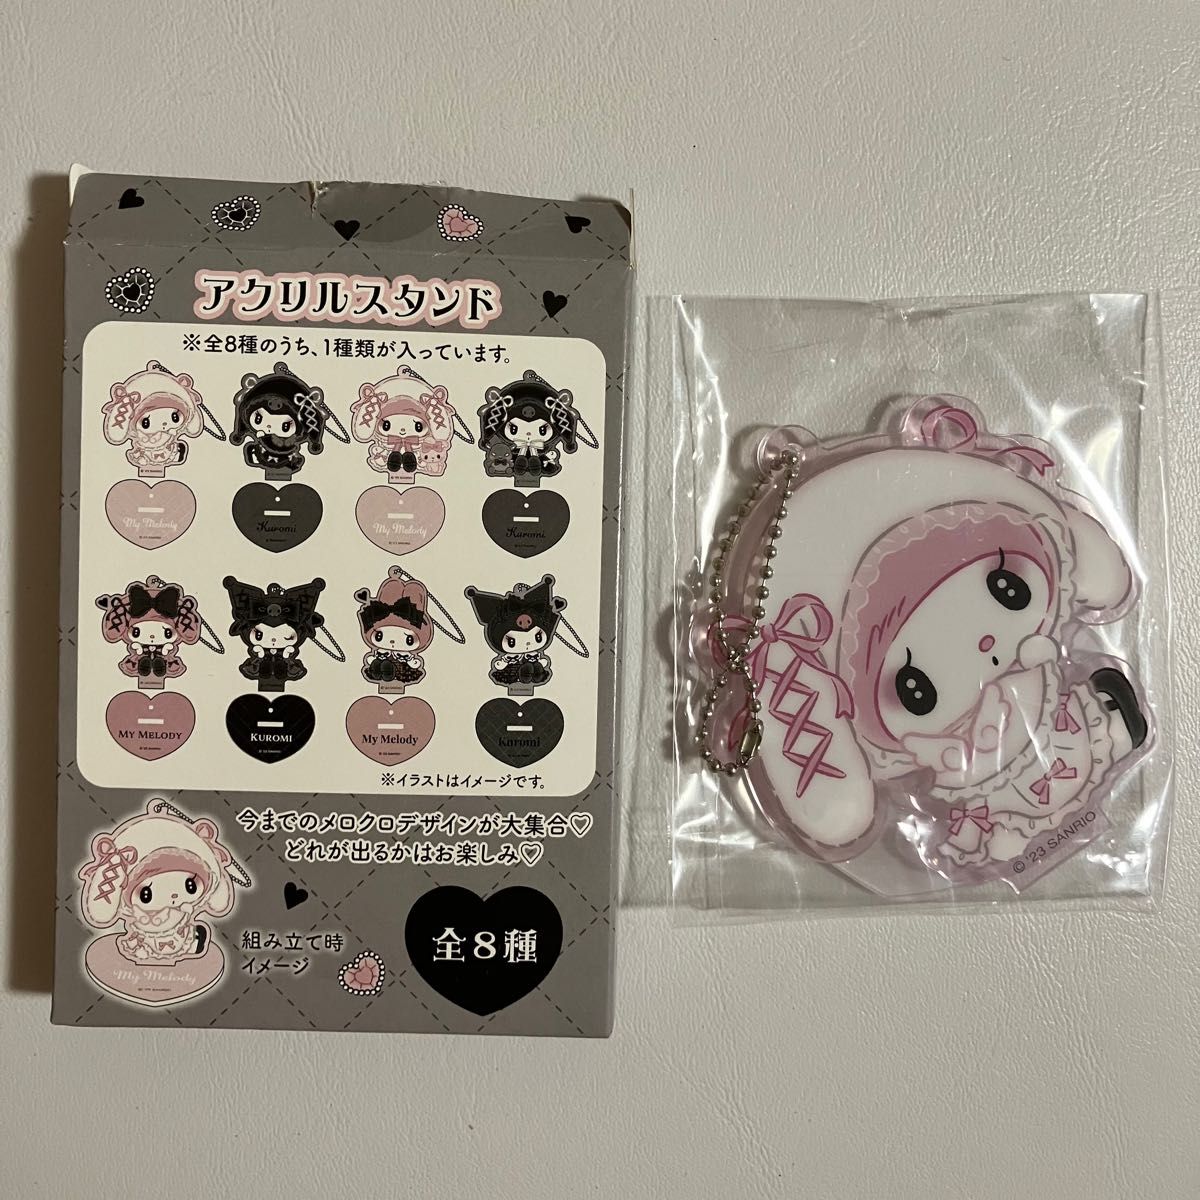 アクリルスタンド
※全8種のうち、1種類が入っています。
My Melody
Kuromi
My Melody
Kuromi
MY MELODY
KUROMI
My Melody
Kuromi
※イラストはイメージです。
今までのメロクロデザインが大集合♡
どれが出るかはお楽しみ♡
組み立て時
イメージ
全8種
My Melody
© '23 SANRIO